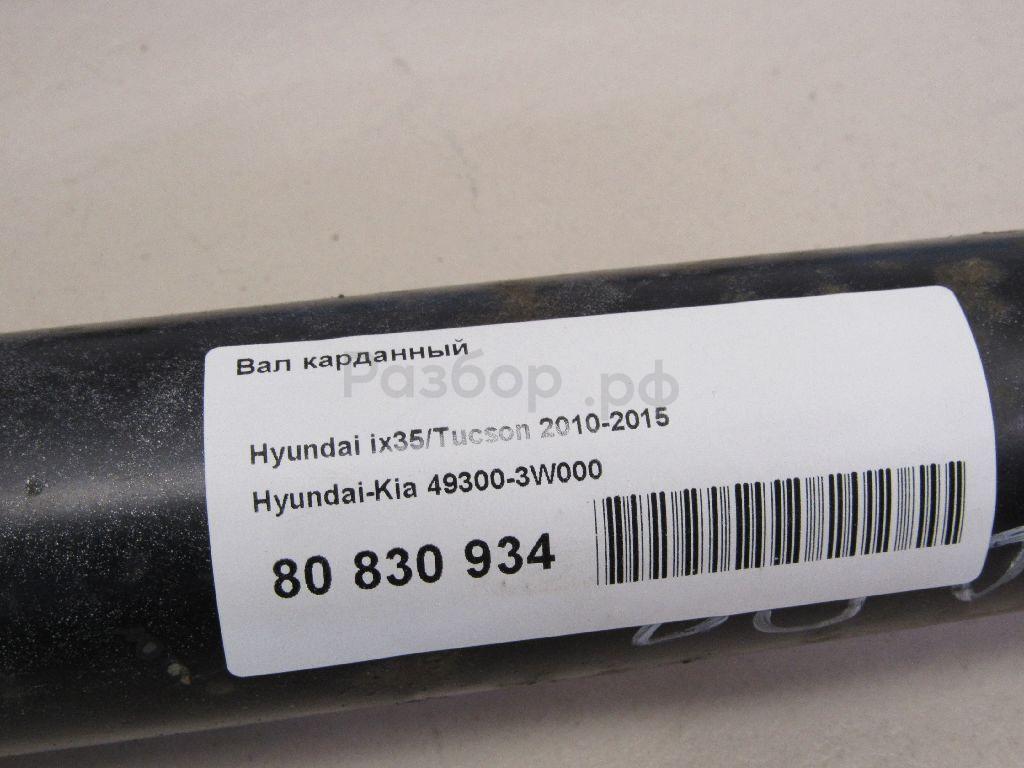 Вал карданный
Разбор.рф
Hyundai ix35/Tucson 2010-2015
Hyundai-Kia 49300-3W000
80 830 934